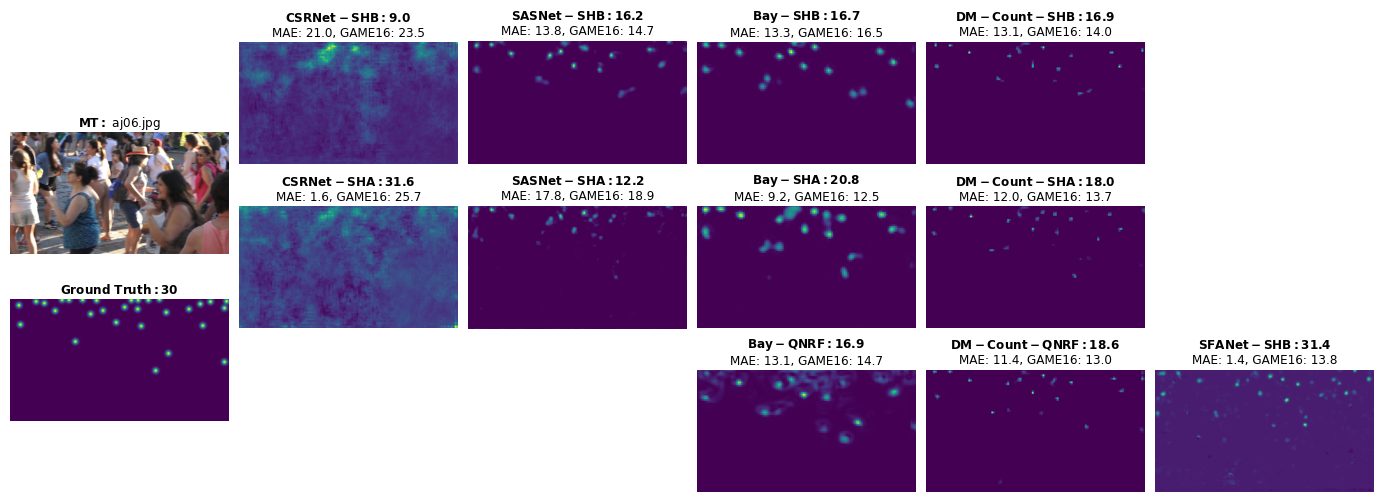 CSRNet − SHB : 9.0
MAE: 21.0, GAME16: 23.5
SASNet − SHB : 16.2
MAE: 13.8, GAME16: 14.7
Bay − SHB : 16.7
MAE: 13.3, GAME16: 16.5
DM − Count − SHB : 16.9
MAE: 13.1, GAME16: 14.0
MT : aj06.jpg
CSRNet − SHA : 31.6
MAE: 1.6, GAME16: 25.7
SASNet − SHA : 12.2
MAE: 17.8, GAME16: 18.9
Bay − SHA : 20.8
MAE: 9.2, GAME16: 12.5
DM − Count − SHA : 18.0
MAE: 12.0, GAME16: 13.7
Ground Truth : 30
Bay − QNRF : 16.9
MAE: 13.1, GAME16: 14.7
DM − Count − QNRF : 18.6
MAE: 11.4, GAME16: 13.0
SFANet − SHB : 31.4
MAE: 1.4, GAME16: 13.8